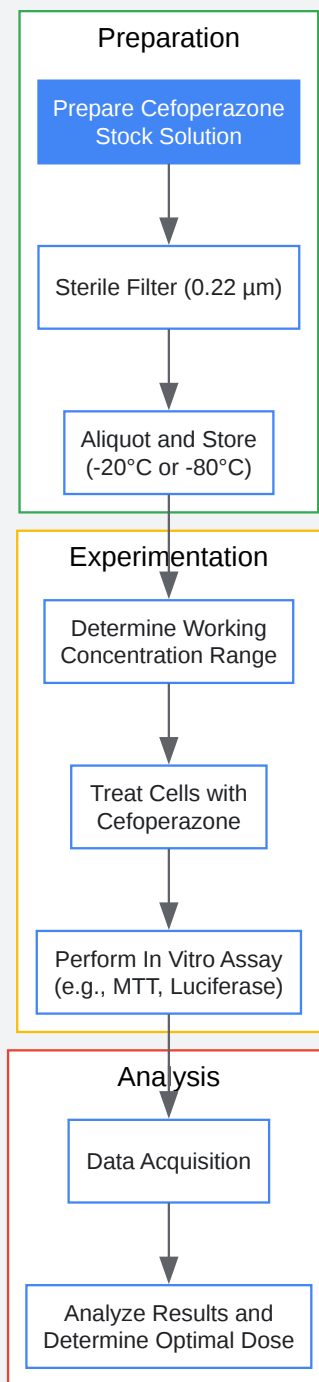 Preparation
Prepare Cefoperazone
Stock Solution
Sterile Filter (0.22 µm)
Aliquot and Store
(-20°C or -80°C)
Experimentation
Determine Working
Concentration Range
Treat Cells with
Cefoperazone
Perform In Vitro Assay
(e.g., MTT, Luciferase)
Analysis
Data Acquisition
Analyze Results and
Determine Optimal Dose